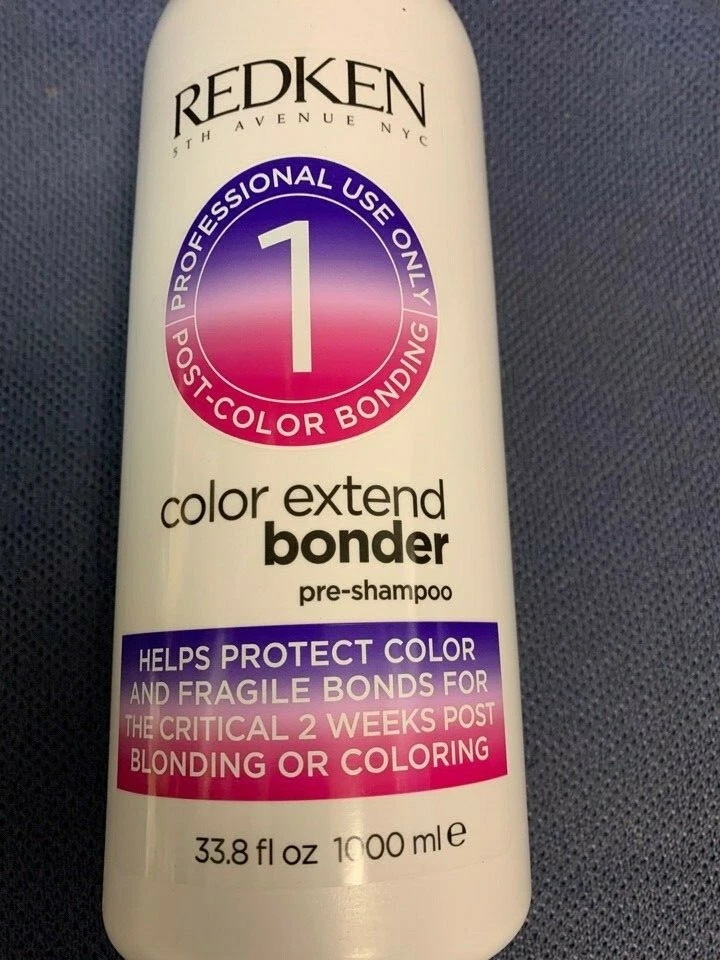 REDKEN
5TH AVENUE NYC
PROFESSIONAL USE ONLY
1
POST-COLOR BONDING
color extend
bonder
pre-shampoo
HELPS PROTECT COLOR
AND FRAGILE BONDS FOR
THE CRITICAL 2 WEEKS POST
BLONDING OR COLORING
33.8 fl oz 1000 ml e